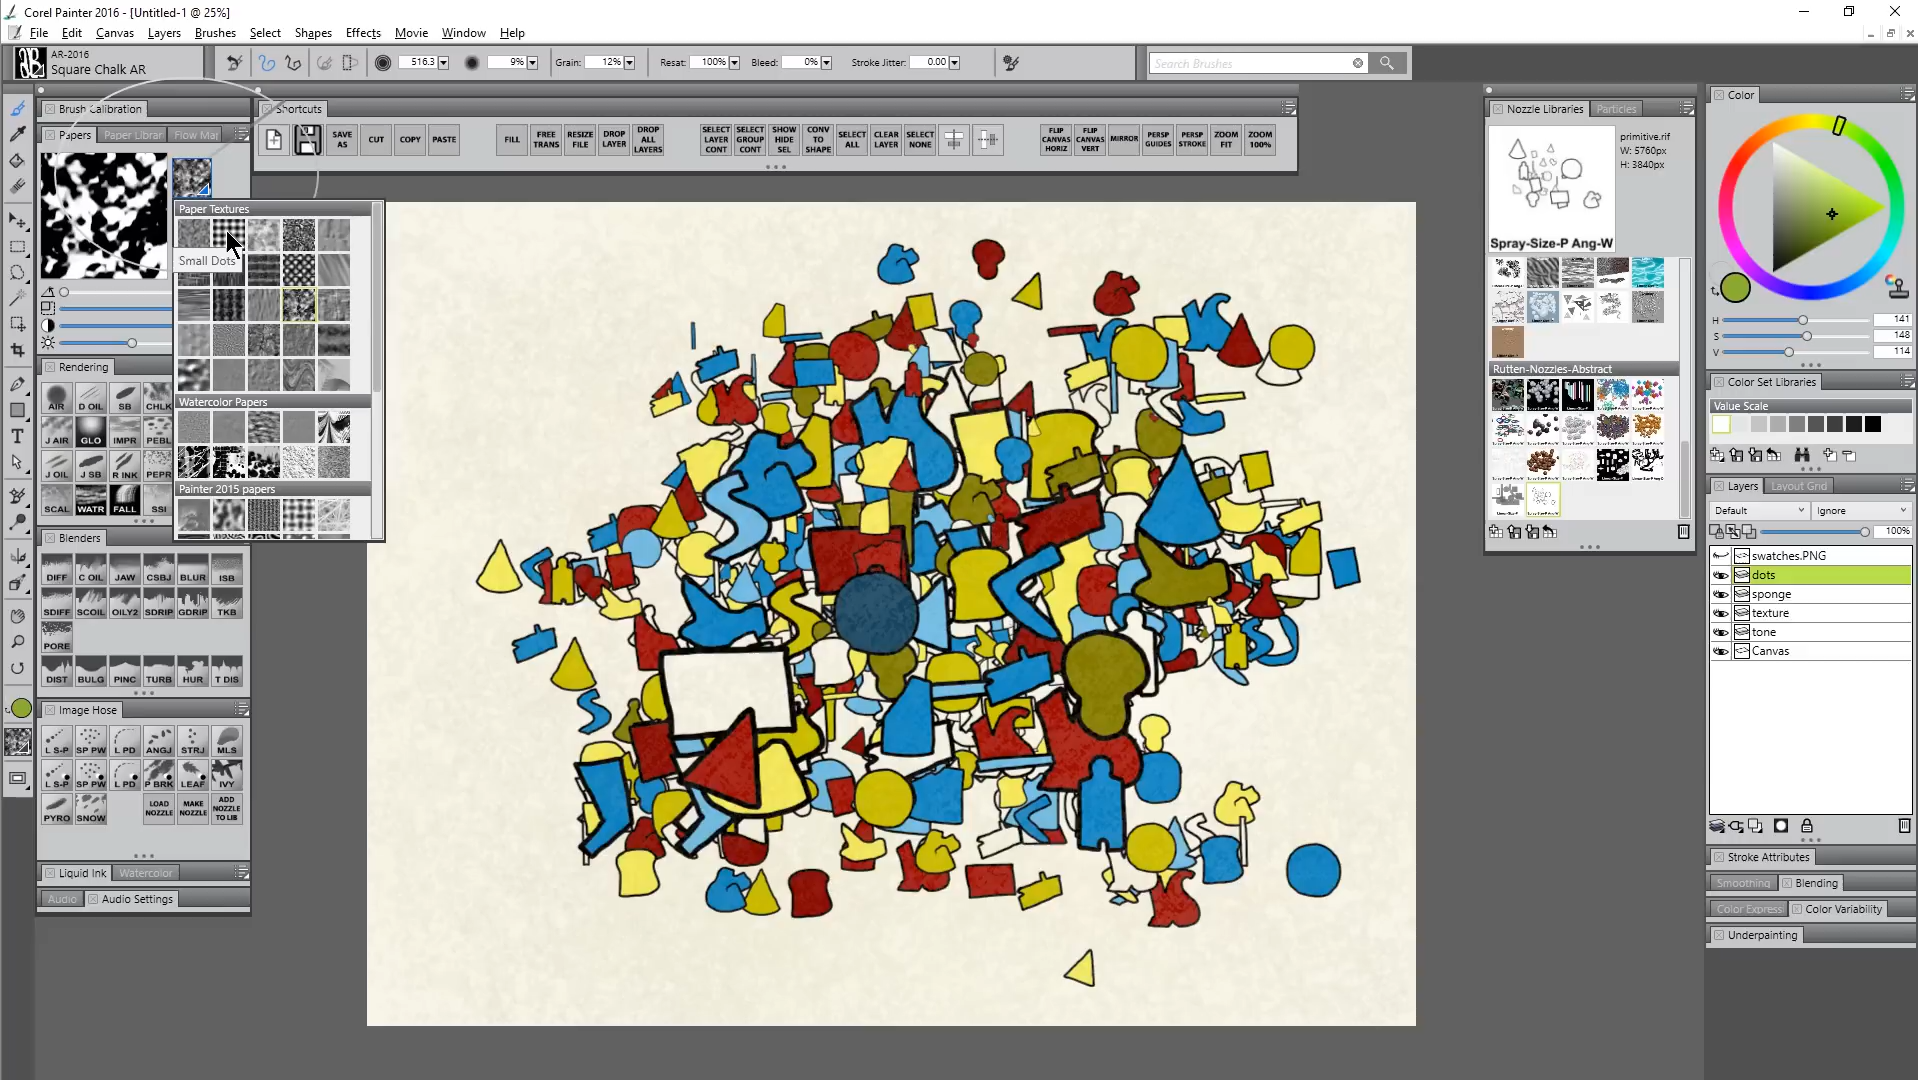 Corel Painter 2016 - [Untitled-1 @ 25%]
File Edit Canvas Layers Brushes Select Shapes Effects Movie Window Help
AR-2016
Square Chalk AR
516.3 9% Grain: 12% Resat: 100% Bleed: 0% Stroke Jitter: 0.00 Search Brushes
Brush Calibration
Papers Paper Librar Flow Mar
Shortcuts
SAVE AS CUT COPY PASTE FILL FREE TRANS RESIZE FILE DROP LAYER DROP ALL LAYERS SELECT LAYER CONT SELECT GROUP CONT SHOW HIDE SEL CONV TO SHAPE SELECT ALL CLEAR LAYER SELECT NONE FLIP CANVAS HORIZ FLIP CANVAS VERT MIRROR PERSP GUIDES PERSP STROKE ZOOM FIT ZOOM 100%
Paper Textures
Small Dots
Watercolor Papers
Painter 2015 papers
Rendering
AIR D OIL SB CHLK
J AIR GLO IMPR PEBL
J OIL J SB R INK PEPR
SCAL WATR FALL SSI
Blenders
DIFF C OIL JAW CSBJ BLUR ISB
SDIFF SCOIL OILY2 SDRIP GDRIP TKB
PORE
DIST BULG PINC TURB HUR T DIS
Image Hose
L S-P SP PW L PD ANGJ STRJ MLS
L S-P SP PW L PD P BRK LEAF IVY
PYRO SNOW LOAD NOZZLE MAKE NOZZLE ADD NOZZLE TO LIB
Liquid Ink Watercolor
Audio Audio Settings
Nozzle Libraries Particles
primitive.rif
W: 5760px
H: 3840px
Spray-Size-P Ang-W
Rutten-Nozzles-Abstract
Color
H 141
S 148
V 114
Color Set Libraries
Value Scale
Layers Layout Grid
Default Ignore
100%
swatches.PNG
dots
sponge
texture
tone
Canvas
Stroke Attributes
Smoothing Blending
Color Express Color Variability
Underpainting